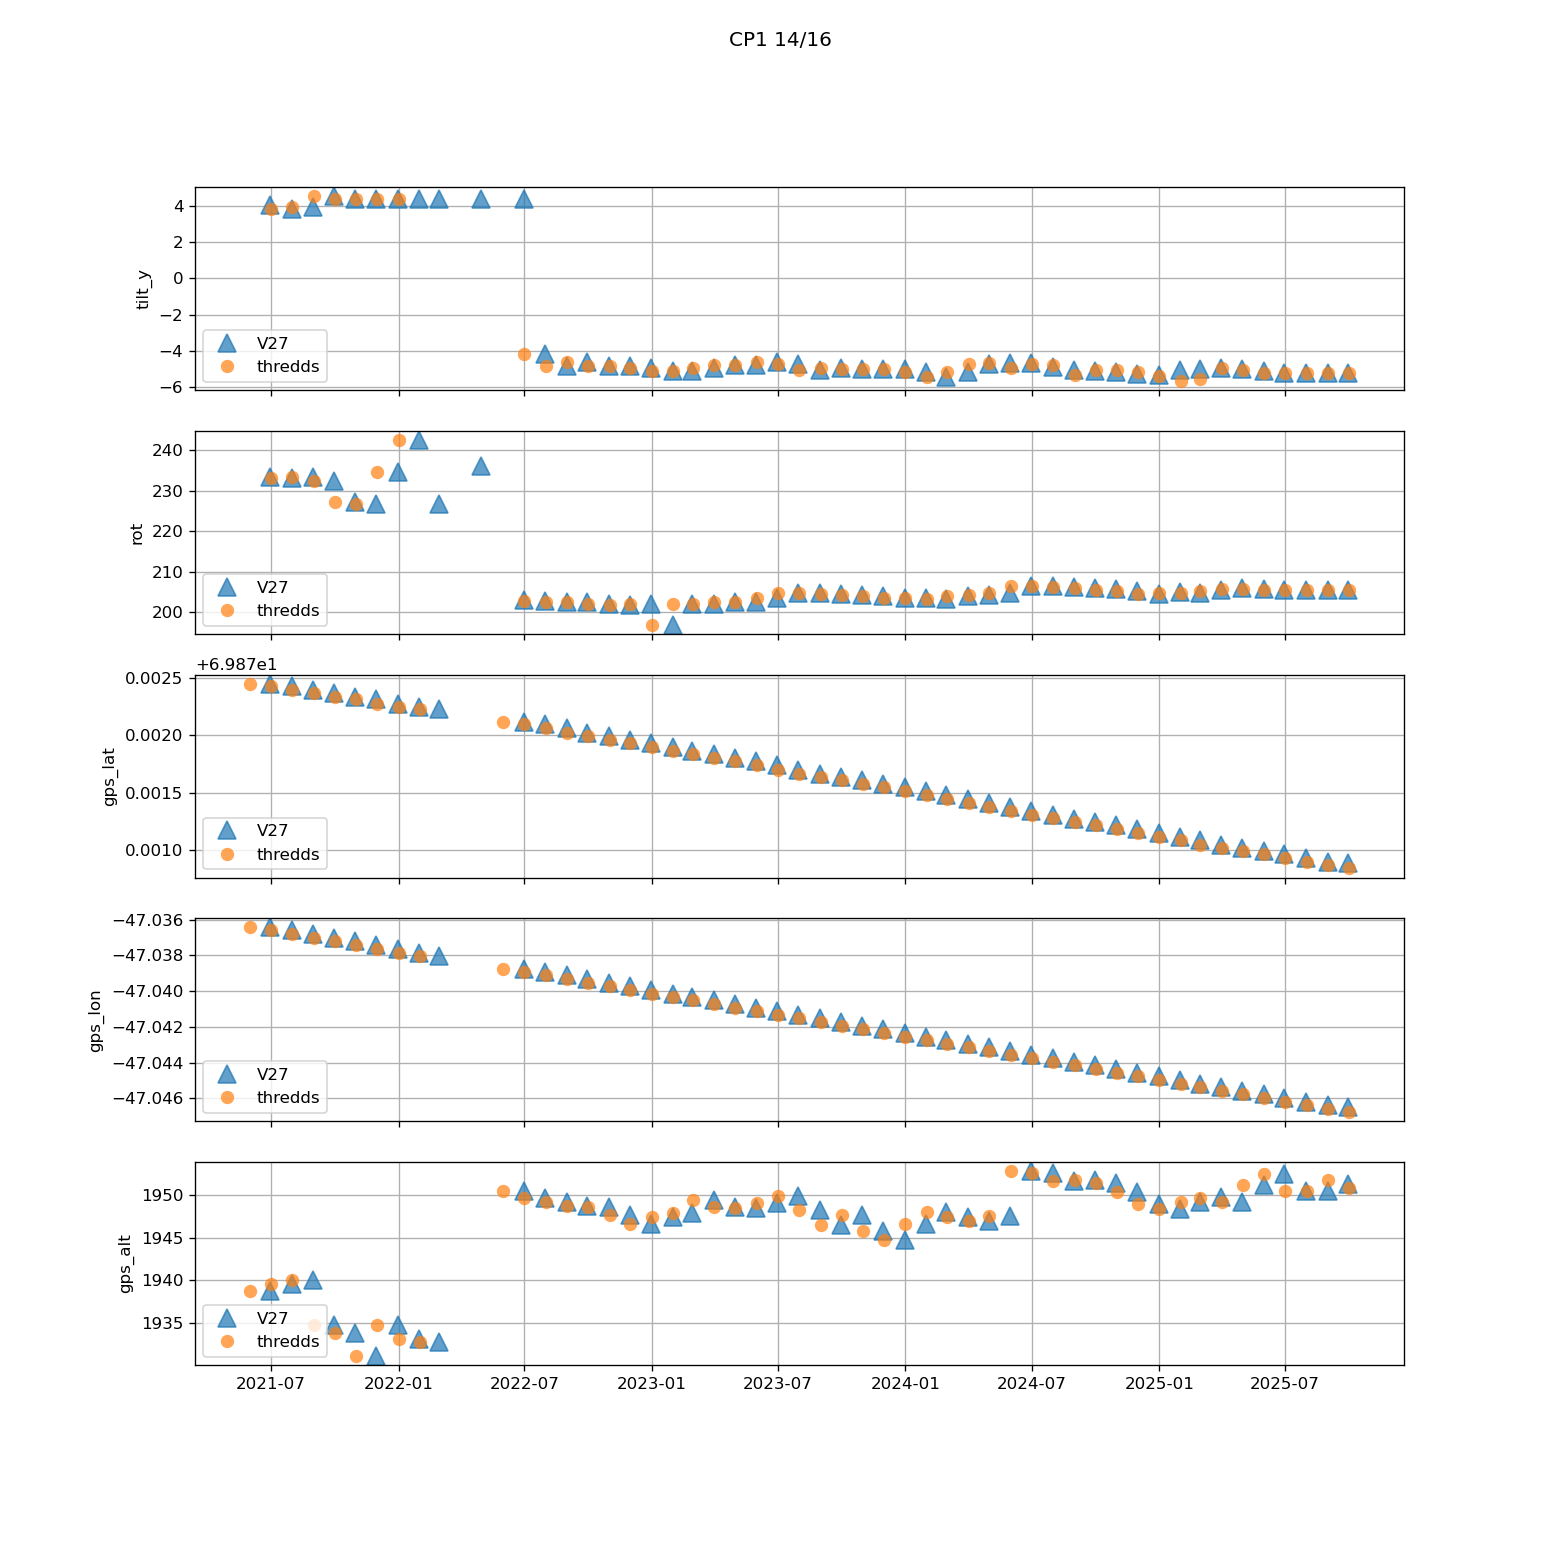 CP1 14/16
4
2
0
−2
−4
−6
tilt_y
V27
thredds
240
230
220
210
200
rot
V27
thredds
+6.987e1
0.0025
0.0020
0.0015
0.0010
gps_lat
V27
thredds
−47.036
−47.038
−47.040
−47.042
−47.044
−47.046
gps_lon
V27
thredds
1950
1945
1940
1935
gps_alt
V27
thredds
2021-07 2022-01 2022-07 2023-01 2023-07 2024-01 2024-07 2025-01 2025-07